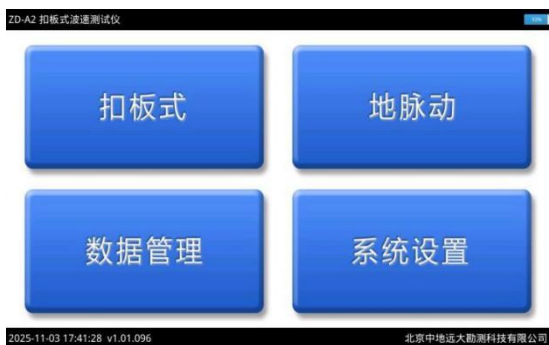 ZD-A2 扣板式波速测试仪
扣板式
地脉动
数据管理
系统设置
2025-11-03 17:41:28 v1.01.096
北京中地远大勘测科技有限公司